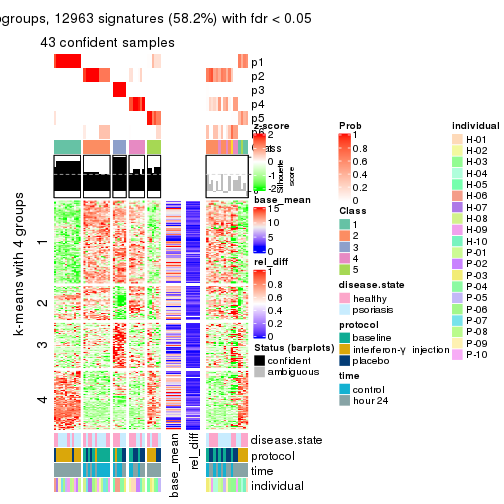 groups, 12963 signatures (58.2%) with fdr < 0.05
43 confident samples
p1
p2
p3
p4
p5
p6
Class
k-means with 4 groups
1
2
3
4
base_mean
rel_diff
disease.state
protocol
time
individual
z-score
2
1
0
-1
-2
score
base_mean
15
10
5
0
rel_diff
1
0.8
0.6
0.4
0.2
0
Status (barplots)
confident
ambiguous
Prob
1
0.8
0.6
0.4
0.2
0
Class
1
2
3
4
5
disease.state
healthy
psoriasis
protocol
baseline
interferon-γ injection
placebo
time
control
hour 24
individual
H-01
H-02
H-03
H-04
H-05
H-06
H-07
H-08
H-09
H-10
P-01
P-02
P-03
P-04
P-05
P-06
P-07
P-08
P-09
P-10